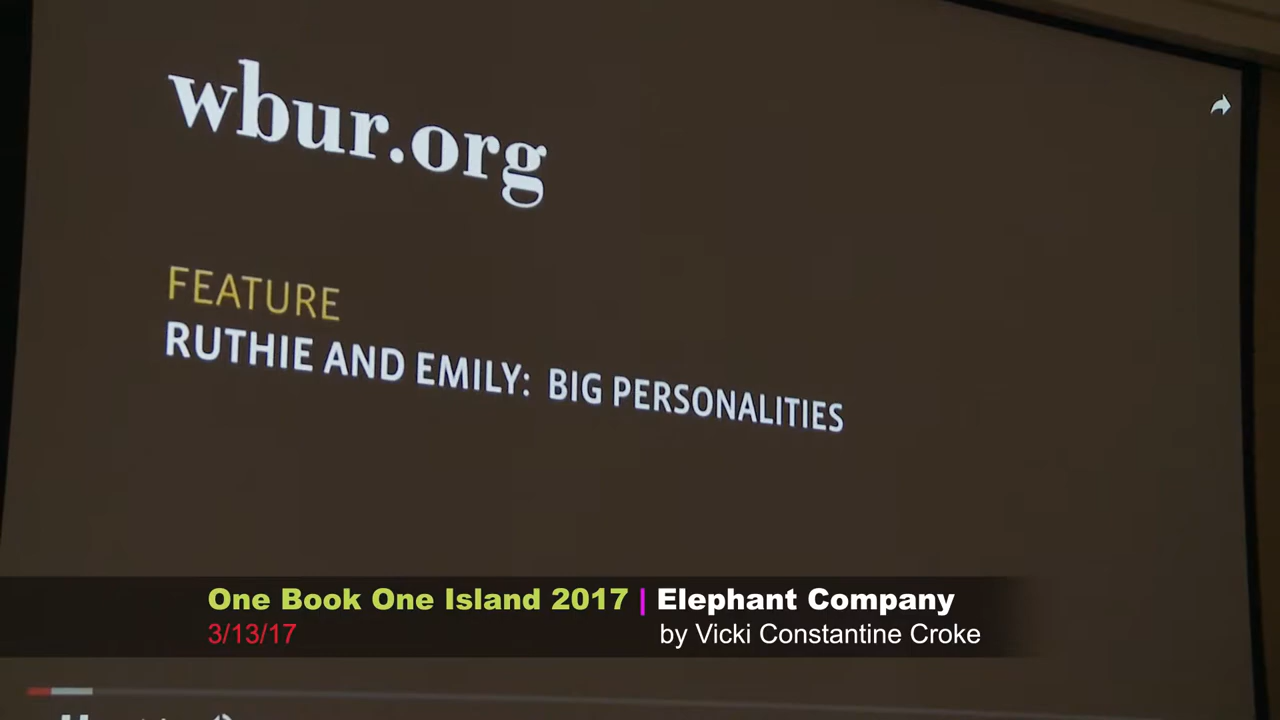 wbur.org
FEATURE
RUTHIE AND EMILY: BIG PERSONALITIES
One Book One Island 2017 | Elephant Company
3/13/17 by Vicki Constantine Croke